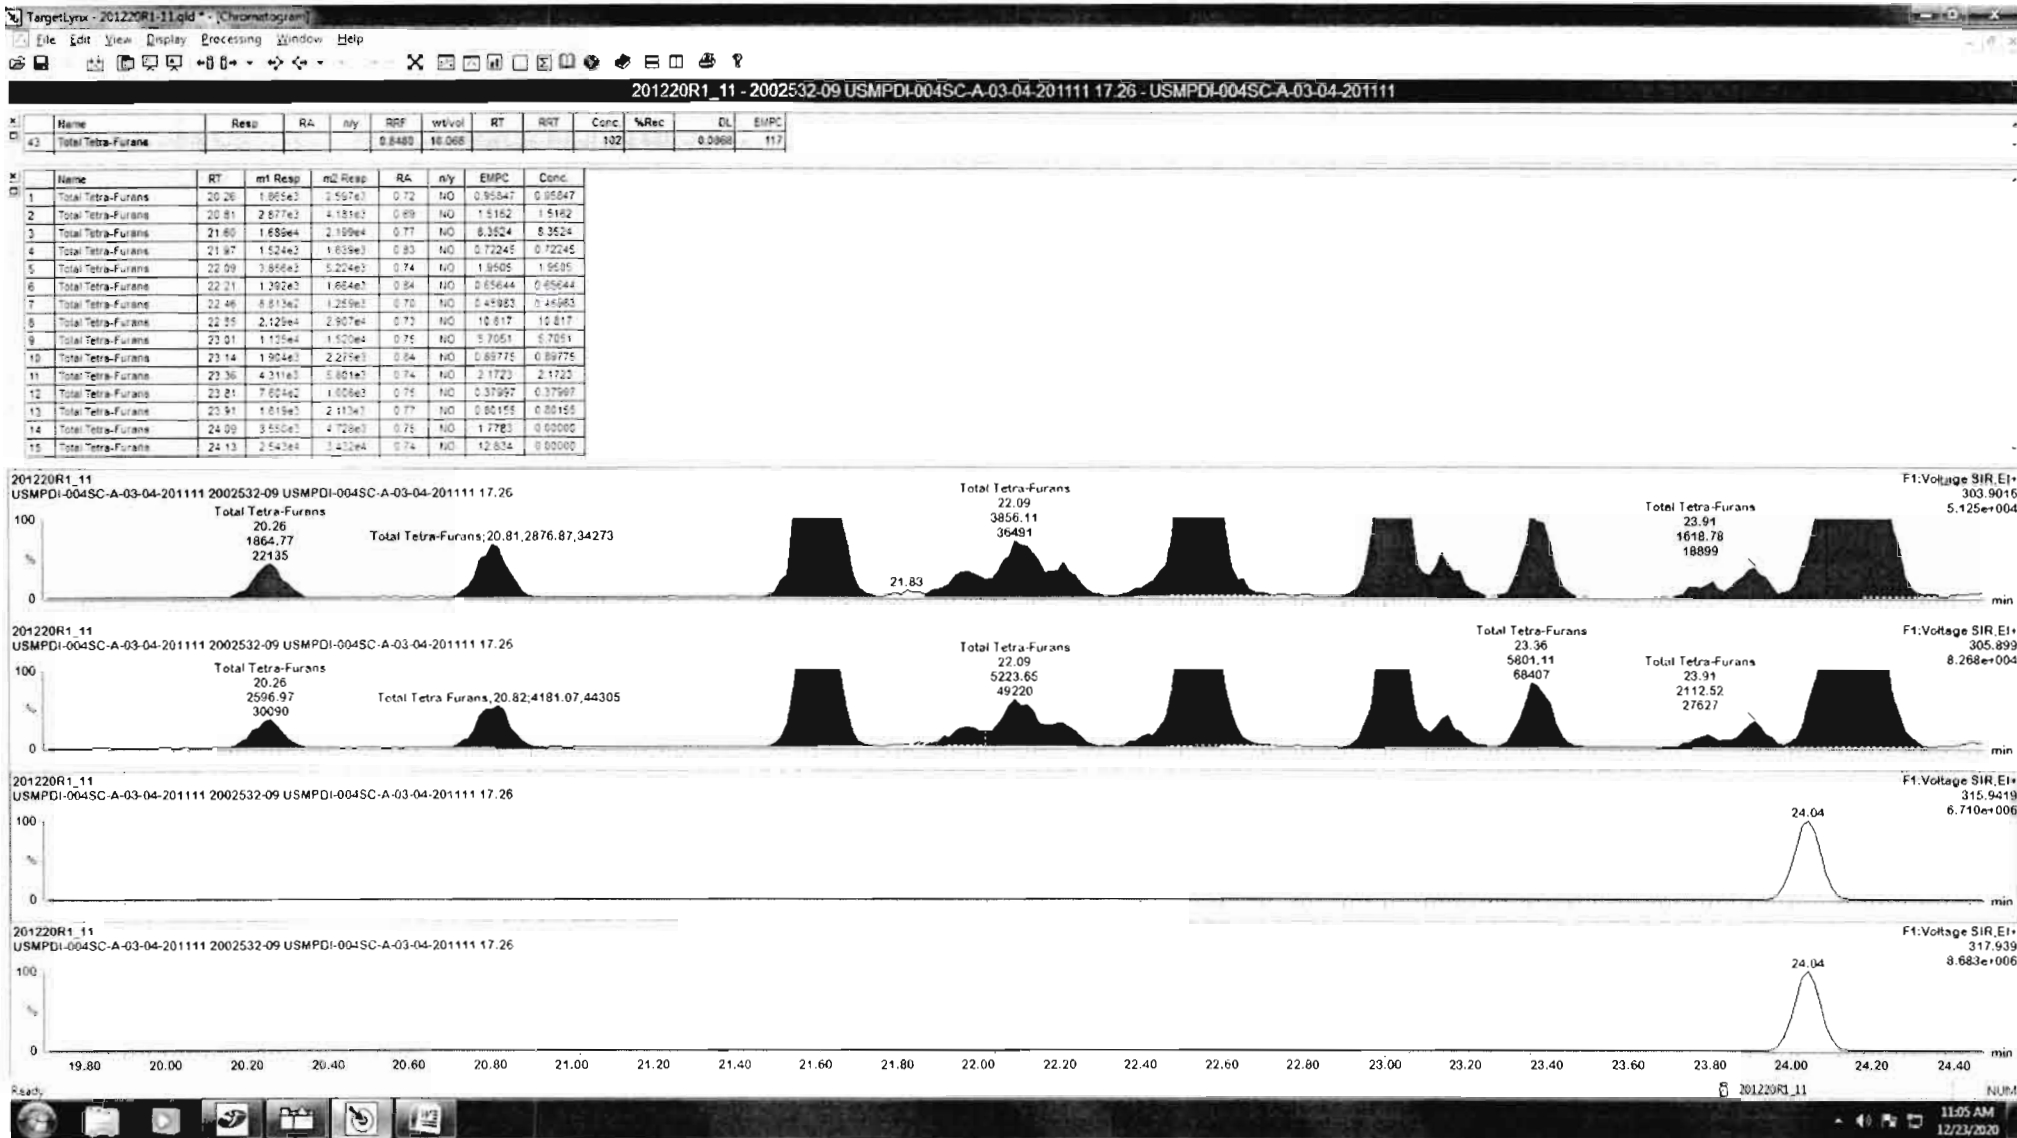 TargetLynx - 201220R1-11.qld * - [Chromatogram]
File Edit View Display Processing Window Help
201220R1_11 - 2002532-09 USMPDI-004SC-A-03-04-201111 17.26 - USMPDI-004SC-A-03-04-201111
Name Resp RA n/y RRF wt/vol RT RRT Conc. %Rec DL EMPC
43 Total Tetra-Furans 10.068 102 117
Name RT m1 Resp m2 Resp RA n/y EMPC Conc.
1 Total Tetra-Furans 20.26 1.865e3 2.597e3 0.72 NO 0.95847 0.95847
2 Total Tetra-Furans 20.81 2.877e3 4.181e3 0.69 NO 1.5162 1.5162
3 Total Tetra-Furans 21.60 1.689e4 2.199e4 0.77 NO 8.3524 8.3524
4 Total Tetra-Furans 21.97 1.524e3 1.839e3 0.83 NO 0.72245 0.72245
5 Total Tetra-Furans 22.09 3.856e3 5.224e3 0.74 NO 1.9505 1.9505
6 Total Tetra-Furans 22.21 1.392e3 1.664e3 0.84 NO 0.65644 0.65644
7 Total Tetra-Furans 22.46 8.813e2 1.259e3 0.70 NO 0.45983 0.45983
8 Total Tetra-Furans 22.55 2.129e4 2.907e4 0.73 NO 10.817 10.817
9 Total Tetra-Furans 23.01 1.135e4 1.520e4 0.75 NO 5.7051 5.7051
10 Total Tetra-Furans 23.14 1.904e3 2.275e3 0.84 NO 0.89775 0.89775
11 Total Tetra-Furans 23.36 4.311e3 5.801e3 0.74 NO 2.1723 2.1723
12 Total Tetra-Furans 23.81 7.604e2 1.008e3 0.75 NO 0.37997 0.37997
13 Total Tetra-Furans 23.91 1.619e3 2.113e3 0.77 NO 0.80155 0.80155
14 Total Tetra-Furans 24.09 3.550e3 4.728e3 0.75 NO 1.7783 0.00000
15 Total Tetra-Furans 24.13 2.543e4 3.432e4 0.74 NO 12.834 0.00000
201220R1_11
USMPDI-004SC-A-03-04-201111 2002532-09 USMPDI-004SC-A-03-04-201111 17.26
F1:Voltage SIR,EI+
303.9016
5.125e+004
Total Tetra-Furans
20.26
1864.77
22135
Total Tetra-Furans;20.81,2876.87,34273
21.83
Total Tetra-Furans
22.09
3856.11
36491
Total Tetra-Furans
23.91
1618.78
18899
100
%
0
min
201220R1_11
USMPDI-004SC-A-03-04-201111 2002532-09 USMPDI-004SC-A-03-04-201111 17.26
F1:Voltage SIR,EI+
305.899
8.268e+004
Total Tetra-Furans
20.26
2596.97
30090
Total Tetra Furans,20.82;4181.07,44305
Total Tetra-Furans
22.09
5223.65
49220
Total Tetra-Furans
23.36
5801.11
68407
Total Tetra-Furans
23.91
2112.52
27627
100
%
0
min
201220R1_11
USMPDI-004SC-A-03-04-201111 2002532-09 USMPDI-004SC-A-03-04-201111 17.26
F1:Voltage SIR,EI+
315.9419
6.710e+006
24.04
100
%
0
min
201220R1_11
USMPDI-004SC-A-03-04-201111 2002532-09 USMPDI-004SC-A-03-04-201111 17.26
F1:Voltage SIR,EI+
317.939
8.683e+006
24.04
100
%
0
min
19.80 20.00 20.20 20.40 20.60 20.80 21.00 21.20 21.40 21.60 21.80 22.00 22.20 22.40 22.60 22.80 23.00 23.20 23.40 23.60 23.80 24.00 24.20 24.40
Ready 201220R1_11 NUM
11:05 AM
12/23/2020